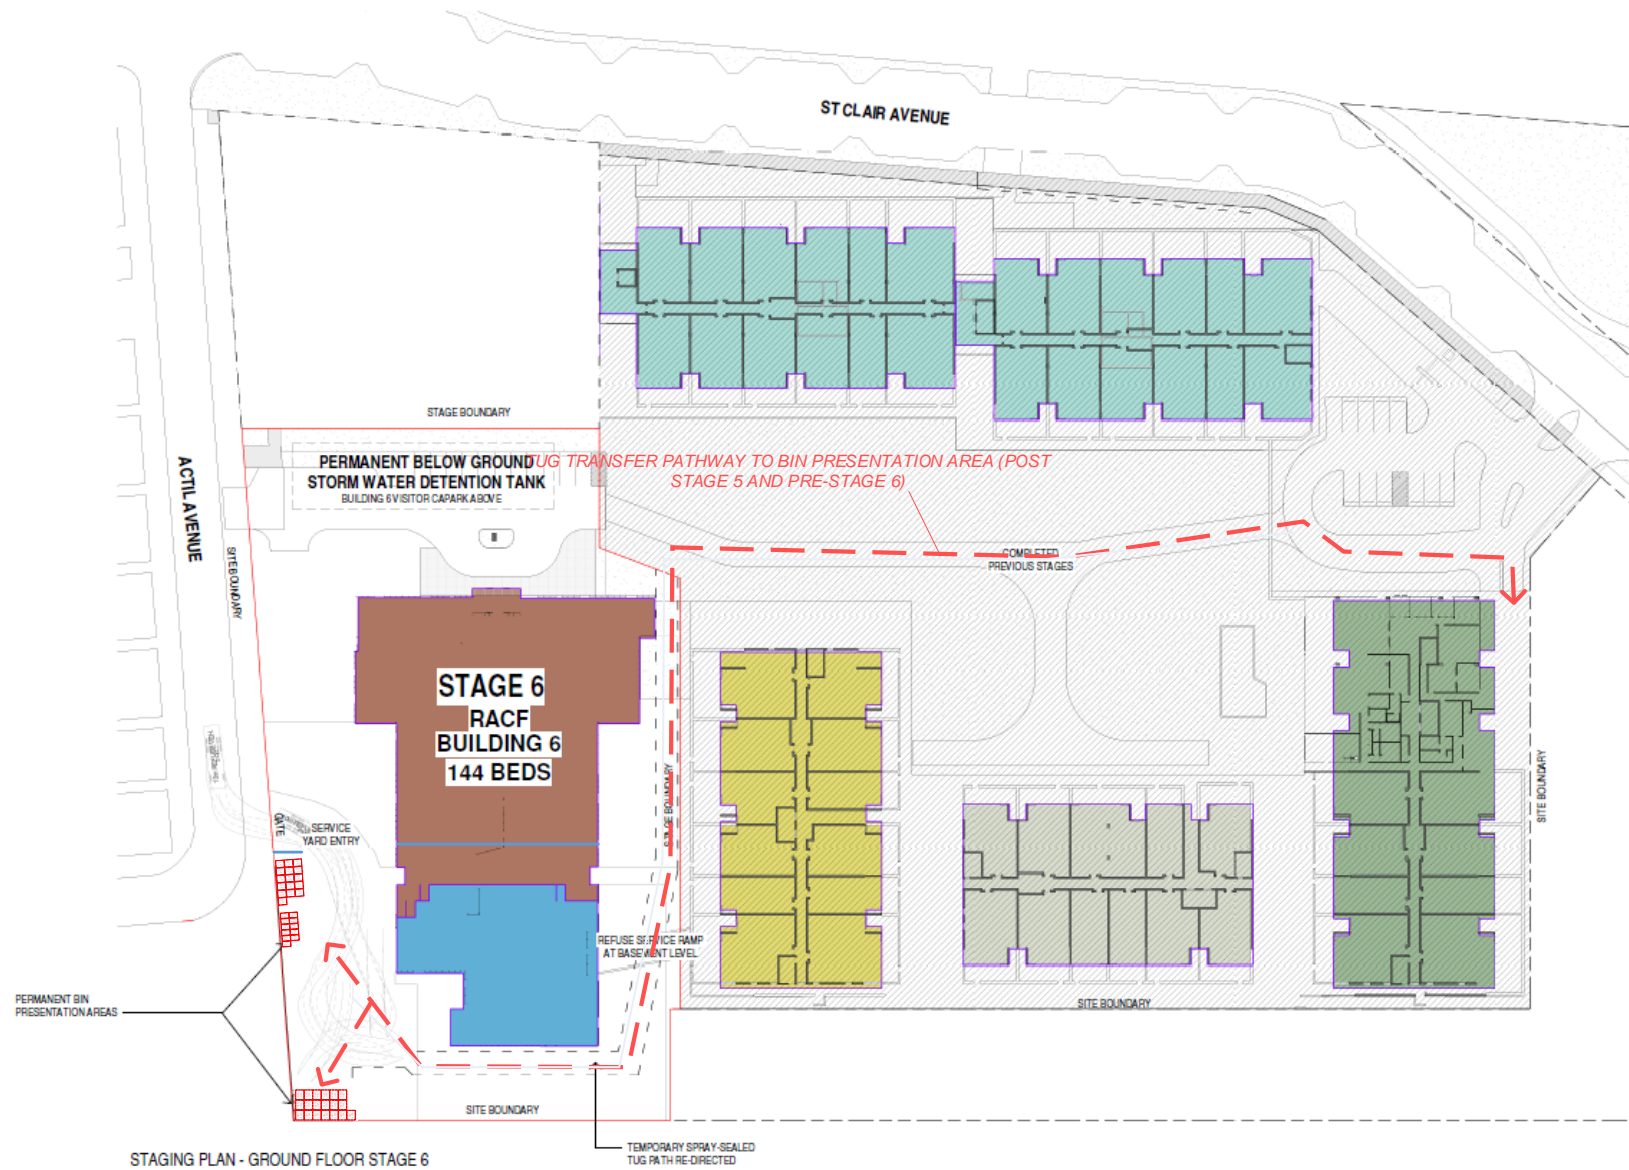 ST CLAIR AVENUE
STAGE BOUNDARY
PERMANENT BELOW GROUND
STORM WATER DETENTION TANK
BUILDING 6 VISITOR CAPARK ABOVE
TUG TRANSFER PATHWAY TO BIN PRESENTATION AREA (POST
STAGE 5 AND PRE-STAGE 6)
ACTIL AVENUE
SITE BOUNDARY
COMPLETED
PREVIOUS STAGES
STAGE 6
RACF
BUILDING 6
144 BEDS
STAGE BOUNDARY
SITE BOUNDARY
GATE
SERVICE
YARD ENTRY
REFUSE SERVICE RAMP
AT BASEMENT LEVEL
PERMANENT BIN
PRESENTATION AREAS
SITE BOUNDARY
SITE BOUNDARY
TEMPORARY SPRAY-SEALED
TUG PATH RE-DIRECTED
STAGING PLAN - GROUND FLOOR STAGE 6